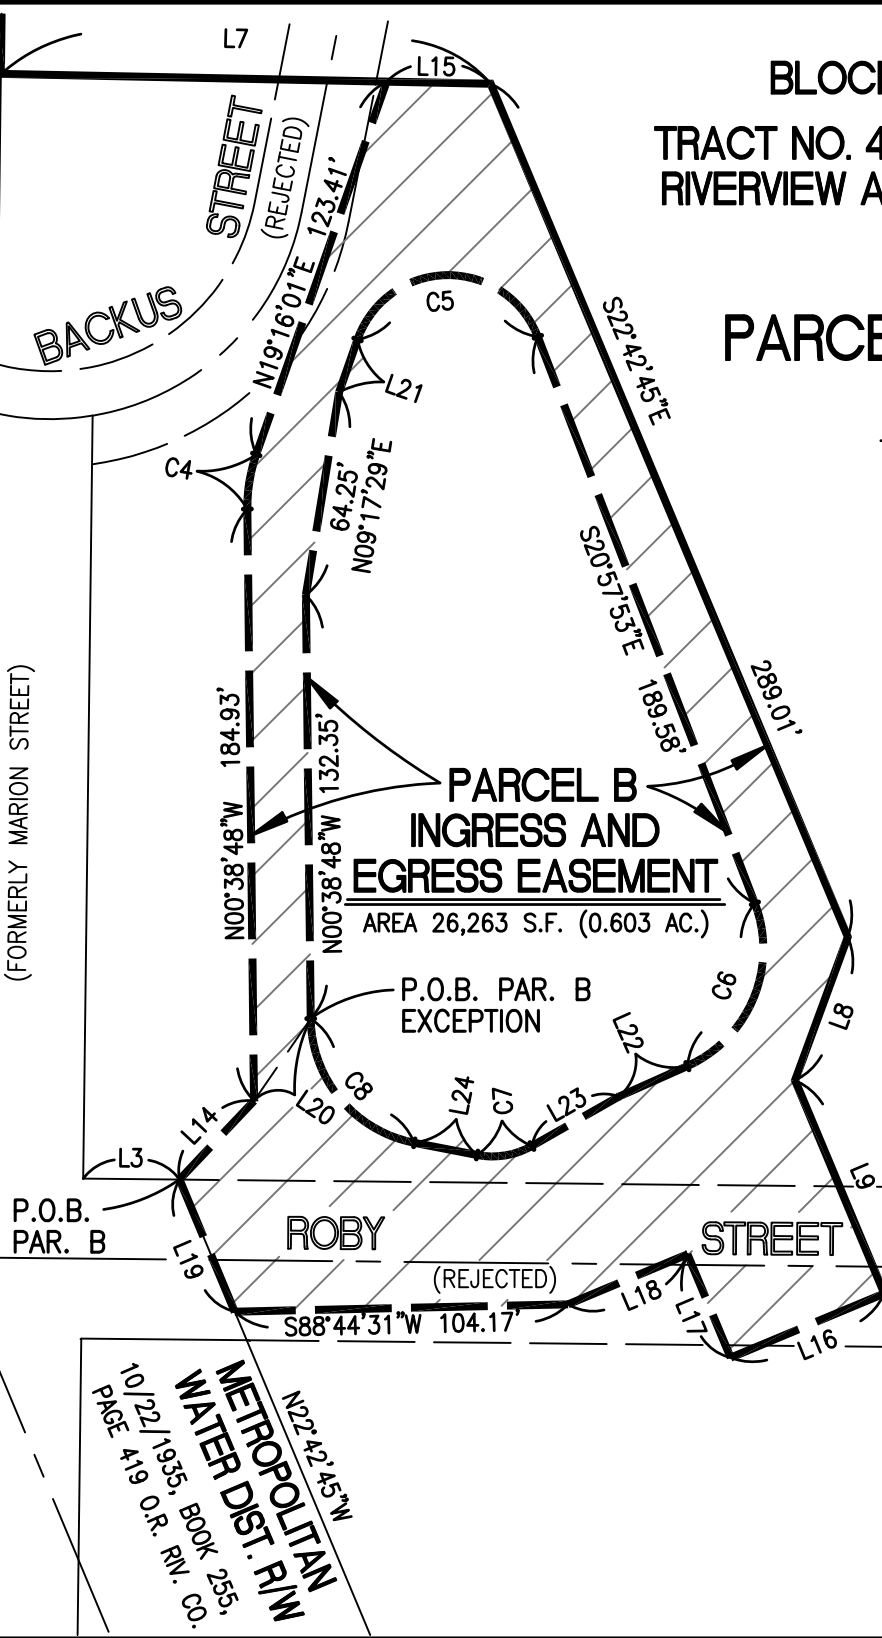 L7
L15
BLOC
TRACT NO. 4
RIVERVIEW A
PARCE
STREET
(REJECTED)
BACKUS
N19°16'01"E 123.41'
C5
L21
S22°42'45"E
289.01'
C4
64.25'
N09°17'29"E
S20°57'53"E
189.58'
(FORMERLY MARION STREET)
N00°38'48"W 184.93'
N00°38'48"W 132.35'
PARCEL B
INGRESS AND
EGRESS EASEMENT
AREA 26,263 S.F. (0.603 AC.)
P.O.B. PAR. B
EXCEPTION
C6
L8
L22
C8
L24
C7
L23
L20
L14
L3
L9
P.O.B.
PAR. B
L19
ROBY
STREET
(REJECTED)
L18
L17
L16
S88°44'31"W 104.17'
N22°42'45"W
METROPOLITAN
WATER DIST. R/W
10/22/1935, BOOK 255,
PAGE 419 O.R. RIV. CO.